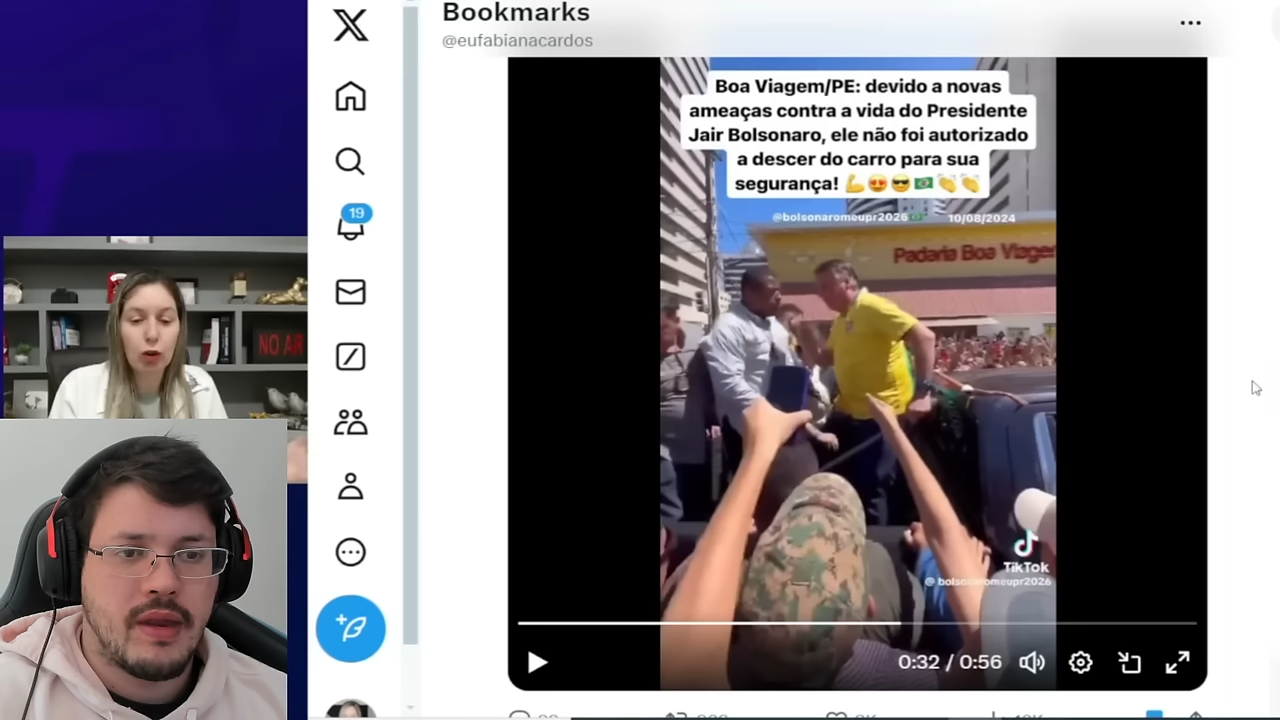 Bookmarks
@eufabianacardos
19
Boa Viagem/PE: devido a novas
ameaças contra a vida do Presidente
Jair Bolsonaro, ele não foi autorizado
a descer do carro para sua
segurança! 💪😍😎🇧🇷👏👏
@bolsonaromeupr2026 🇧🇷 10/08/2024
Padaria Boa Viagem
NO AR
TikTok
@bolsonaromeupr2026
0:32 / 0:56